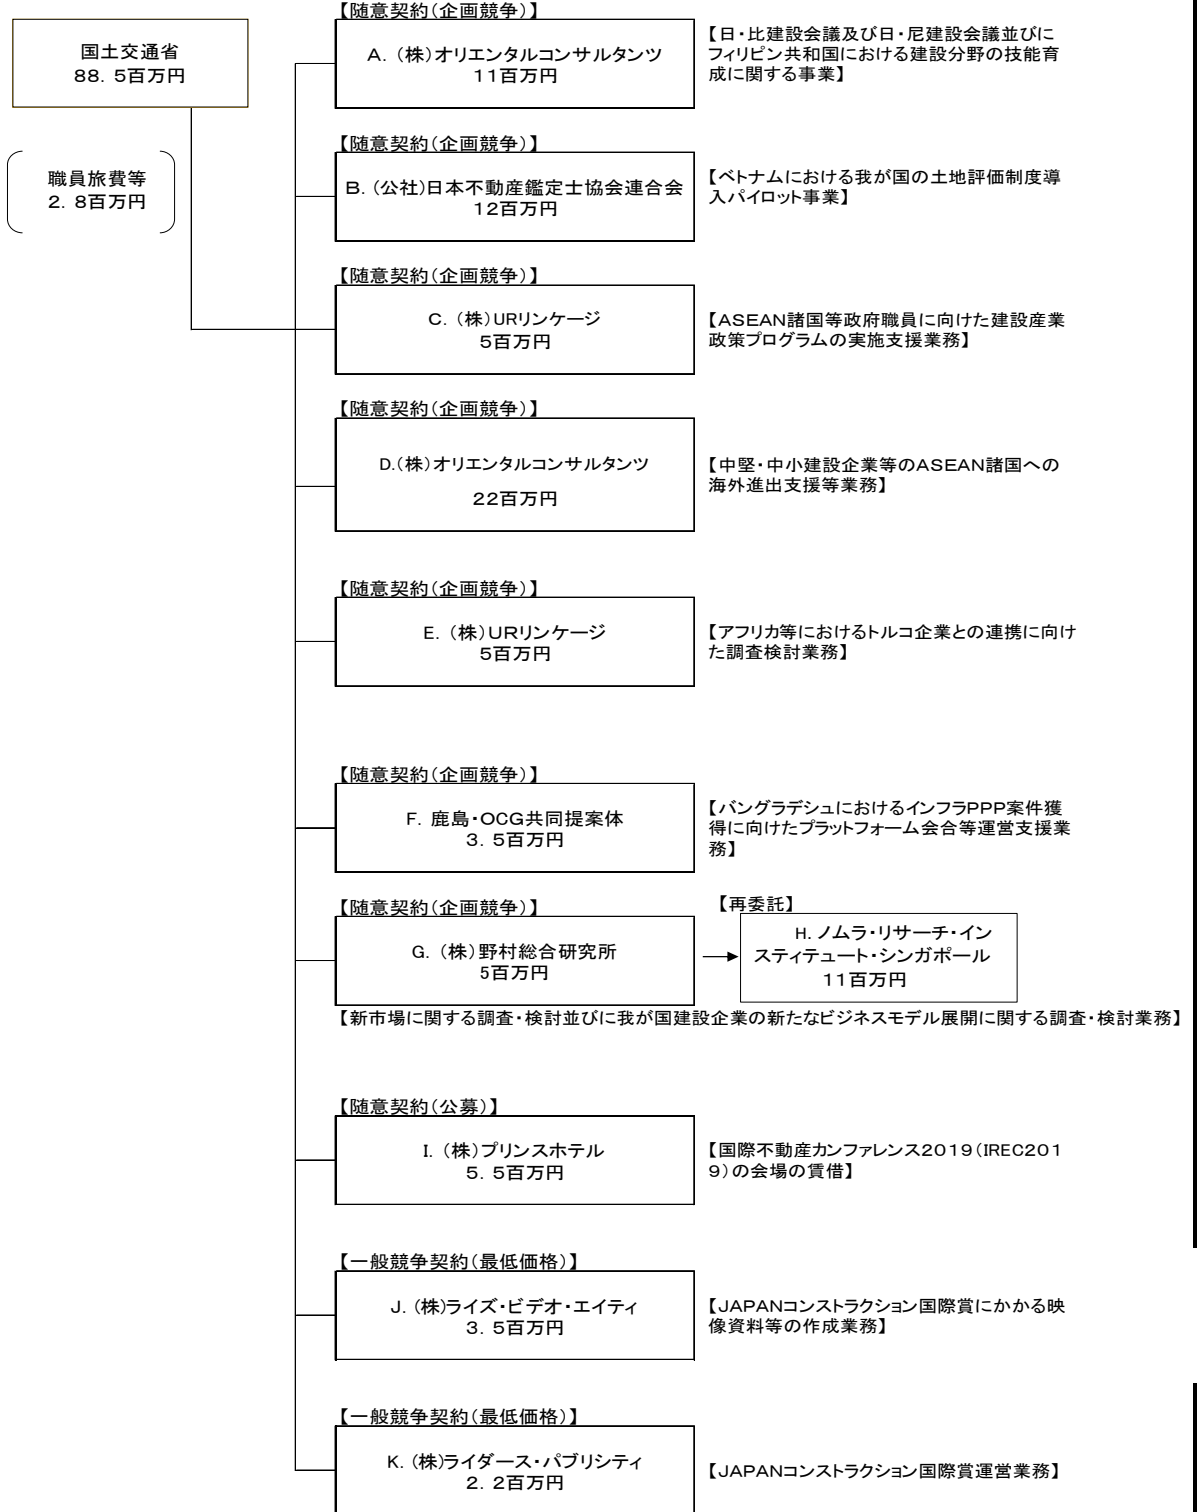 国土交通省
88．5百万円
職員旅費等
2．8百万円
【随意契約（企画競争）】
A．（株）オリエンタルコンサルタンツ
11百万円
【日・比建設会議及び日・尼建設会議並びに
フィリピン共和国における建設分野の技能育
成に関する事業】
【随意契約（企画競争）】
B．（公社）日本不動産鑑定士協会連合会
12百万円
【ベトナムにおける我が国の土地評価制度導
入パイロット事業】
【随意契約（企画競争）】
C．（株）URリンケージ
5百万円
【ASEAN諸国等政府職員に向けた建設産業
政策プログラムの実施支援業務】
【随意契約（企画競争）】
D.（株）オリエンタルコンサルタンツ
22百万円
【中堅・中小建設企業等のASEAN諸国への
海外進出支援等業務】
【随意契約（企画競争）】
E．（株）URリンケージ
5百万円
【アフリカ等におけるトルコ企業との連携に向け
た調査検討業務】
【随意契約（企画競争）】
F．鹿島・OCG共同提案体
3．5百万円
【バングラデシュにおけるインフラPPP案件獲
得に向けたプラットフォーム会合等運営支援業
務】
【随意契約（企画競争）】
G．（株）野村総合研究所
5百万円
【再委託】
H．ノムラ・リサーチ・イン
スティテュート・シンガポール
11百万円
【新市場に関する調査・検討並びに我が国建設企業の新たなビジネスモデル展開に関する調査・検討業務】
【随意契約（公募）】
I．（株）プリンスホテル
5．5百万円
【国際不動産カンファレンス2019（IREC201
9）の会場の賃借】
【一般競争契約（最低価格）】
J．（株）ライズ・ビデオ・エイティ
3．5百万円
【JAPANコンストラクション国際賞にかかる映
像資料等の作成業務】
【一般競争契約（最低価格）】
K．（株）ライダース・パブリシティ
2．2百万円
【JAPANコンストラクション国際賞運営業務】